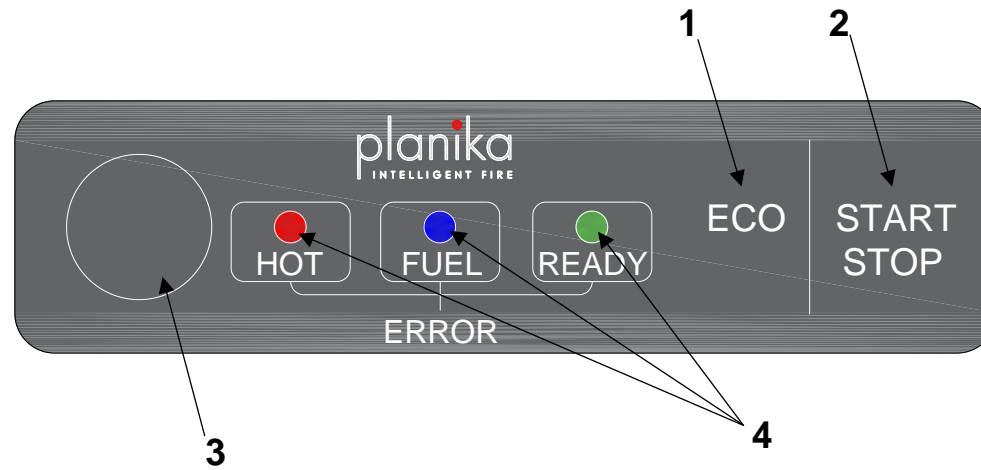 1
2
planika
INTELLIGENT FIRE
ECO
START
STOP
HOT
FUEL
READY
ERROR
3
4